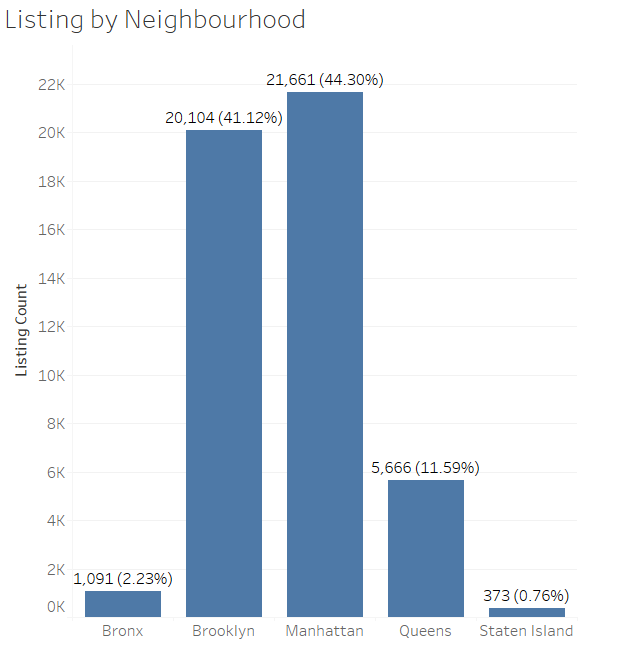 Listing by Neighbourhood
21,661 (44.30%)
22K
20,104 (41.12%)
20K
18K
16K
14K
12K
Listing Count
10K
8K
6K
5,666 (11.59%)
4K
2K
1,091 (2.23%)
373 (0.76%)
0K
Bronx
Brooklyn
Manhattan
Queens
Staten Island